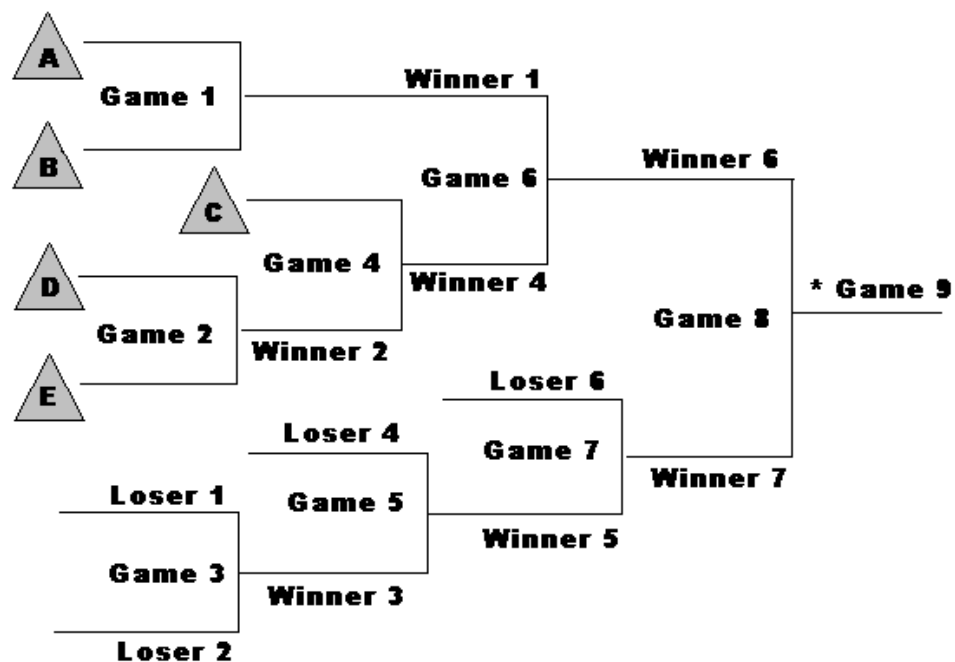 A
Winner 1
Game 1
B
Winner 6
Game 6
C
Game 4
Winner 4
D
* Game 9
Game 8
Game 2
Winner 2
E
Loser 6
Loser 4
Game 7
Winner 7
Loser 1
Game 5
Winner 5
Game 3
Winner 3
Loser 2